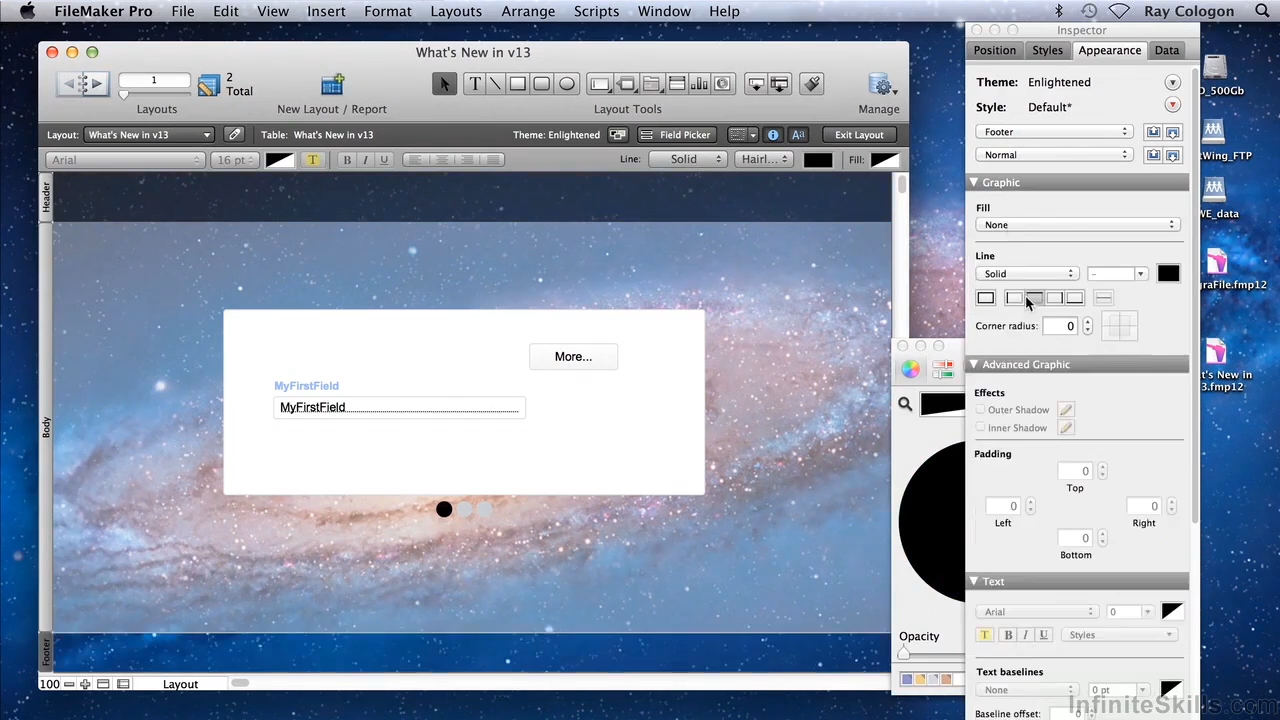 FileMaker Pro File Edit View Insert Format Layouts Arrange Scripts Window Help Ray Cologon
What's New in v13
1
2
Total
Layouts
New Layout / Report
Layout Tools
Manage
Layout: What's New in v13 Table: What's New in v13 Theme: Enlightened Field Picker Aa Exit Layout
Arial 16 pt T B I U Line: Solid Hairl... Fill:
Header
Body
Footer
More...
MyFirstField
MyFirstField
100 Layout
Inspector
Position Styles Appearance Data
Theme: Enlightened
Style: Default*
Footer
Normal
Graphic
Fill
None
Line
Solid
Corner radius: 0
Advanced Graphic
Effects
Outer Shadow
Inner Shadow
Padding
0
Top
0 0
Left Right
0
Bottom
Text
Arial 0
T B I U Styles
Text baselines
None 0 pt
Baseline offset: 0
Opacity
D_500Gb
tWing_FTP
WE_data
graFile.fmp12
t's New in
3.fmp12
InfiniteSkills.com